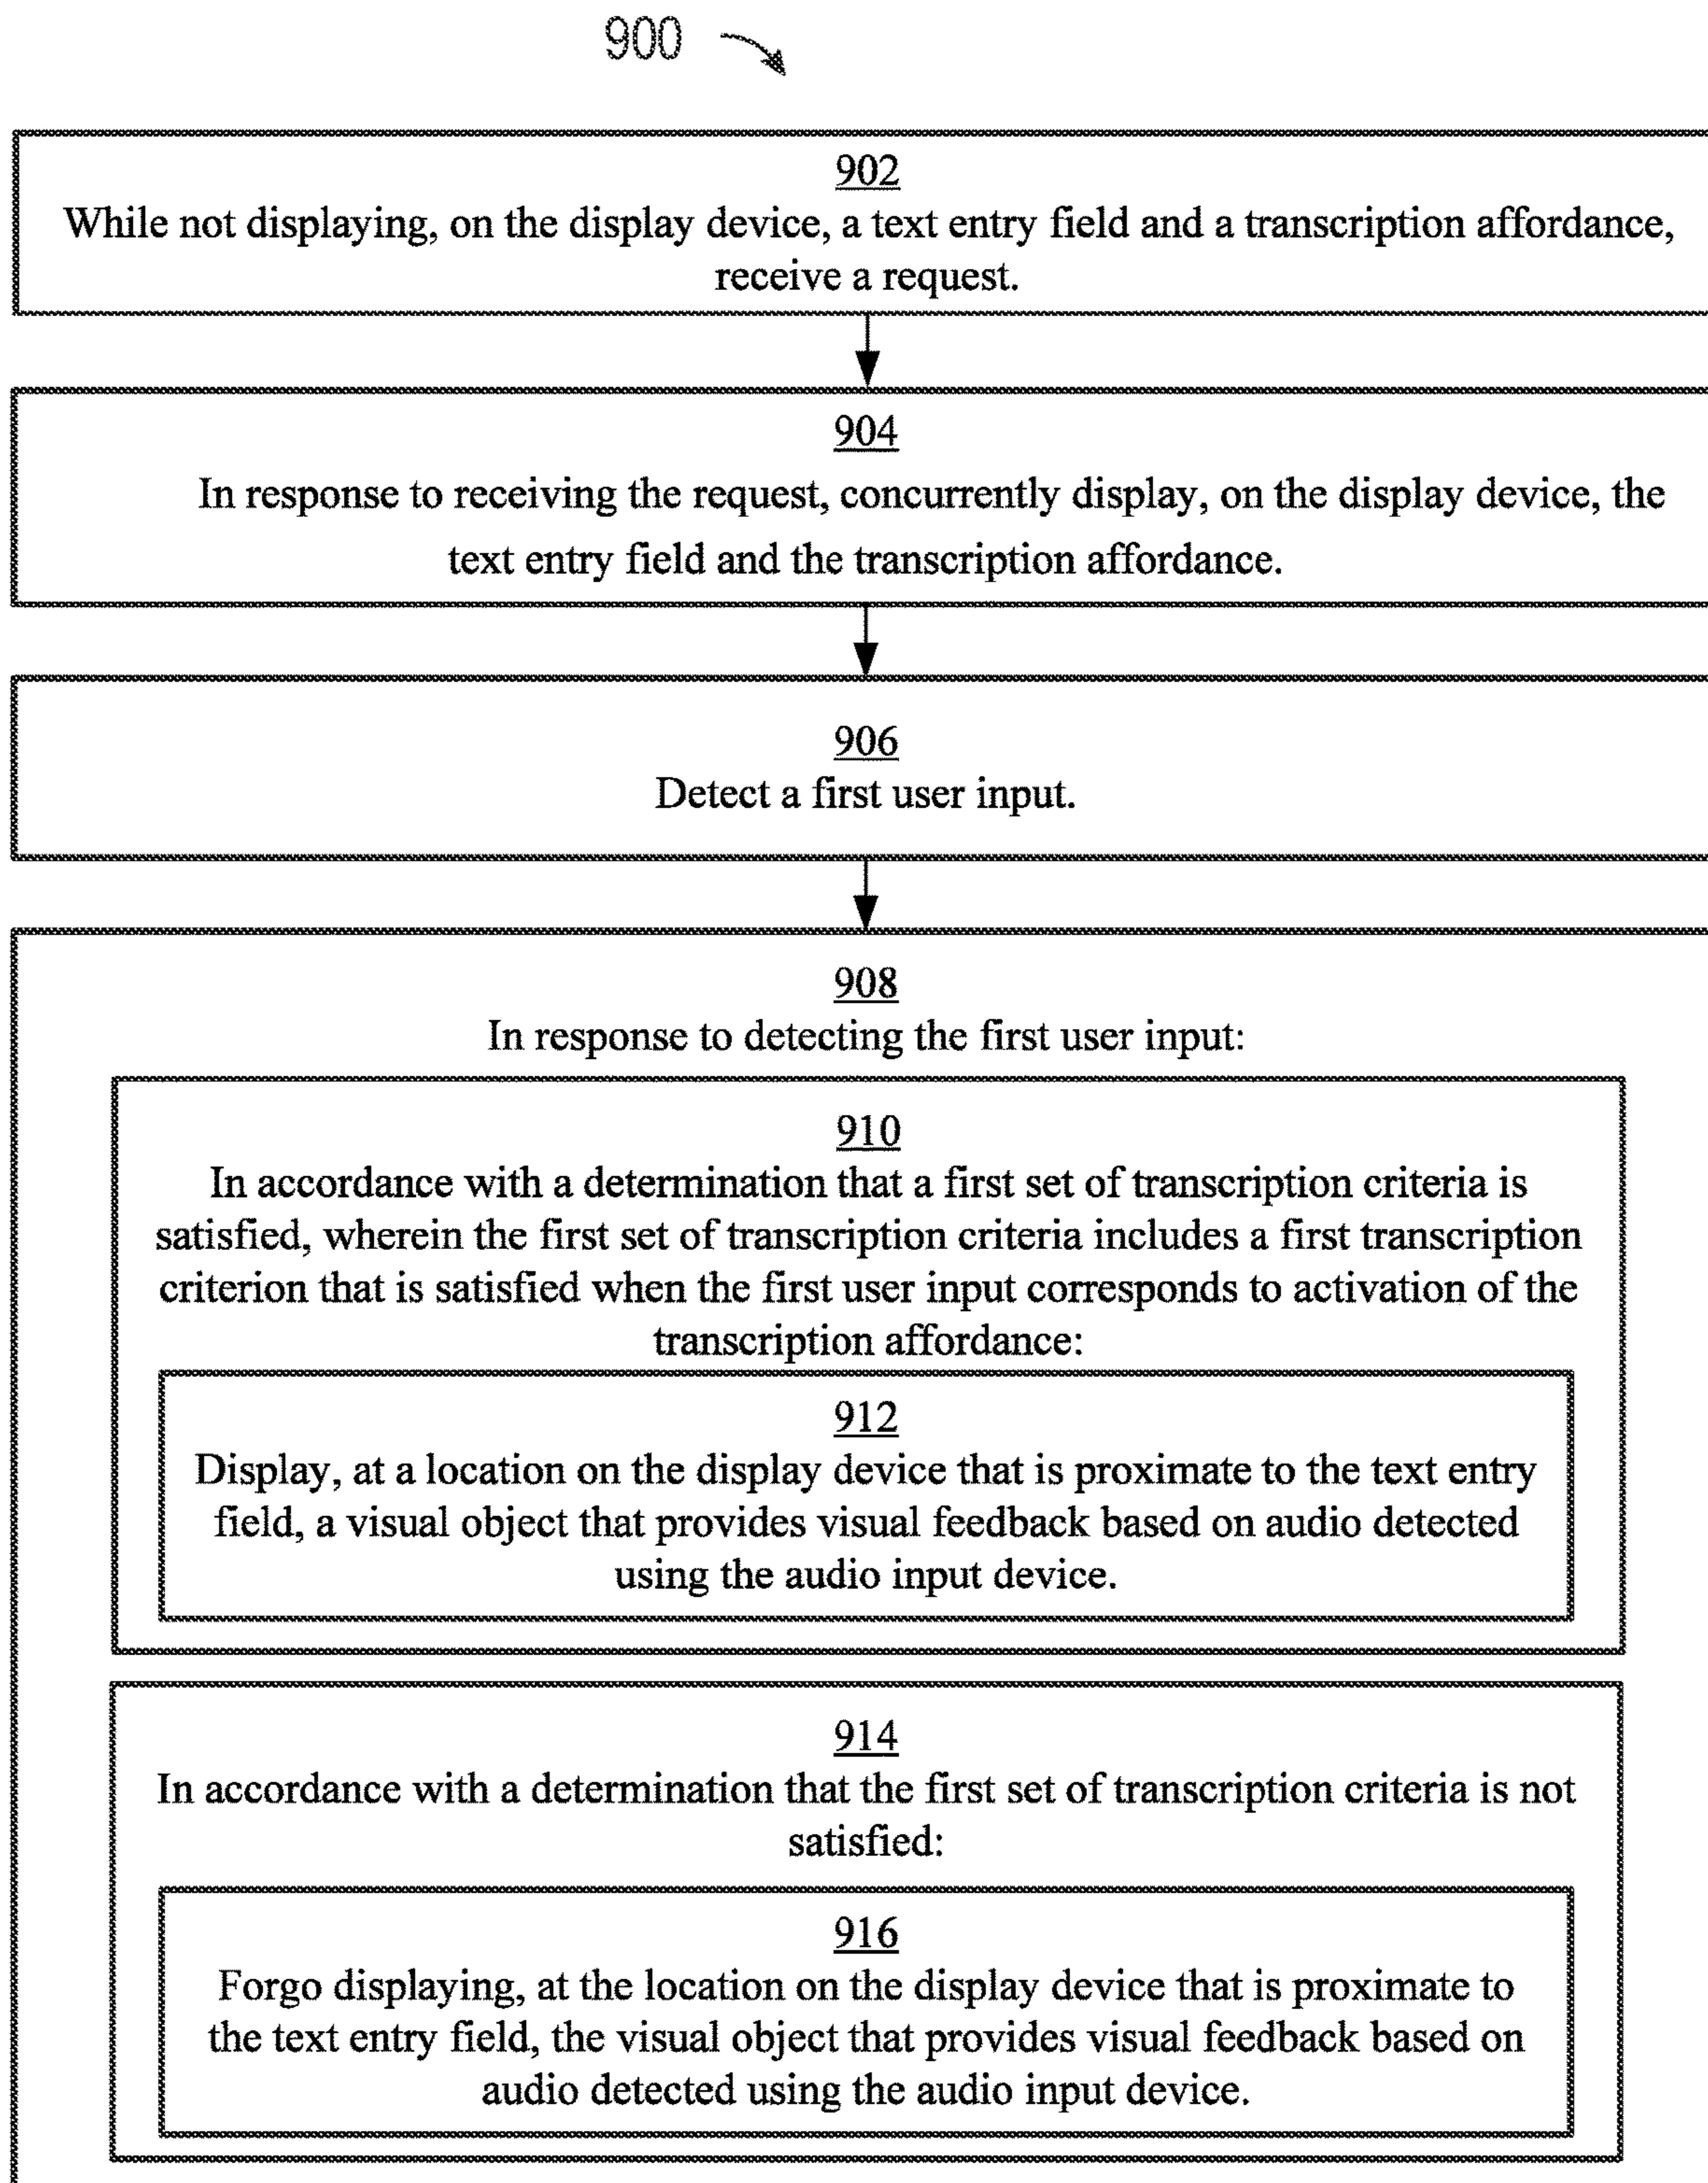 900
902
While not displaying, on the display device, a text entry field and a transcription affordance,
receive a request.
904
In response to receiving the request, concurrently display, on the display device, the
text entry field and the transcription affordance.
906
Detect a first user input.
908
In response to detecting the first user input:
910
In accordance with a determination that a first set of transcription criteria is
satisfied, wherein the first set of transcription criteria includes a first transcription
criterion that is satisfied when the first user input corresponds to activation of the
transcription affordance:
912
Display, at a location on the display device that is proximate to the text entry
field, a visual object that provides visual feedback based on audio detected
using the audio input device.
914
In accordance with a determination that the first set of transcription criteria is not
satisfied:
916
Forgo displaying, at the location on the display device that is proximate to
the text entry field, the visual object that provides visual feedback based on
audio detected using the audio input device.